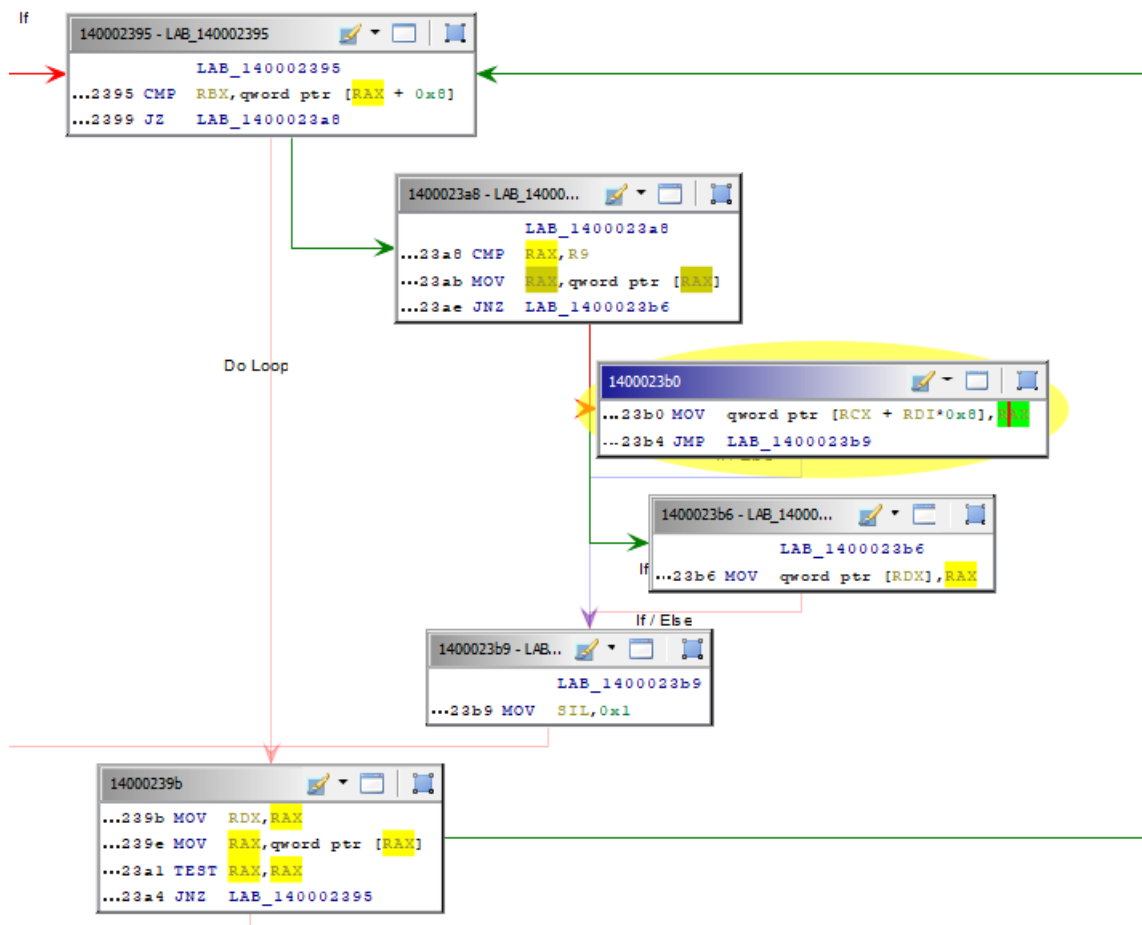 If
140002395 - LAB_140002395
LAB_140002395
...2395 CMP RBX,qword ptr [RAX + 0x8]
...2399 JZ LAB_1400023a8
1400023a8 - LAB_14000...
LAB_1400023a8
...23a8 CMP RAX,R9
...23ab MOV RAX,qword ptr [RAX]
...23ae JNZ LAB_1400023b6
Do Loop
1400023b0
...23b0 MOV qword ptr [RCX + RDI*0x8],RAX
...23b4 JMP LAB_1400023b9
1400023b6 - LAB_14000...
LAB_1400023b6
If
...23b6 MOV qword ptr [RDX],RAX
If / Else
1400023b9 - LAB...
LAB_1400023b9
...23b9 MOV SIL,0x1
14000239b
...239b MOV RDX,RAX
...239e MOV RAX,qword ptr [RAX]
...23a1 TEST RAX,RAX
...23a4 JNZ LAB_140002395